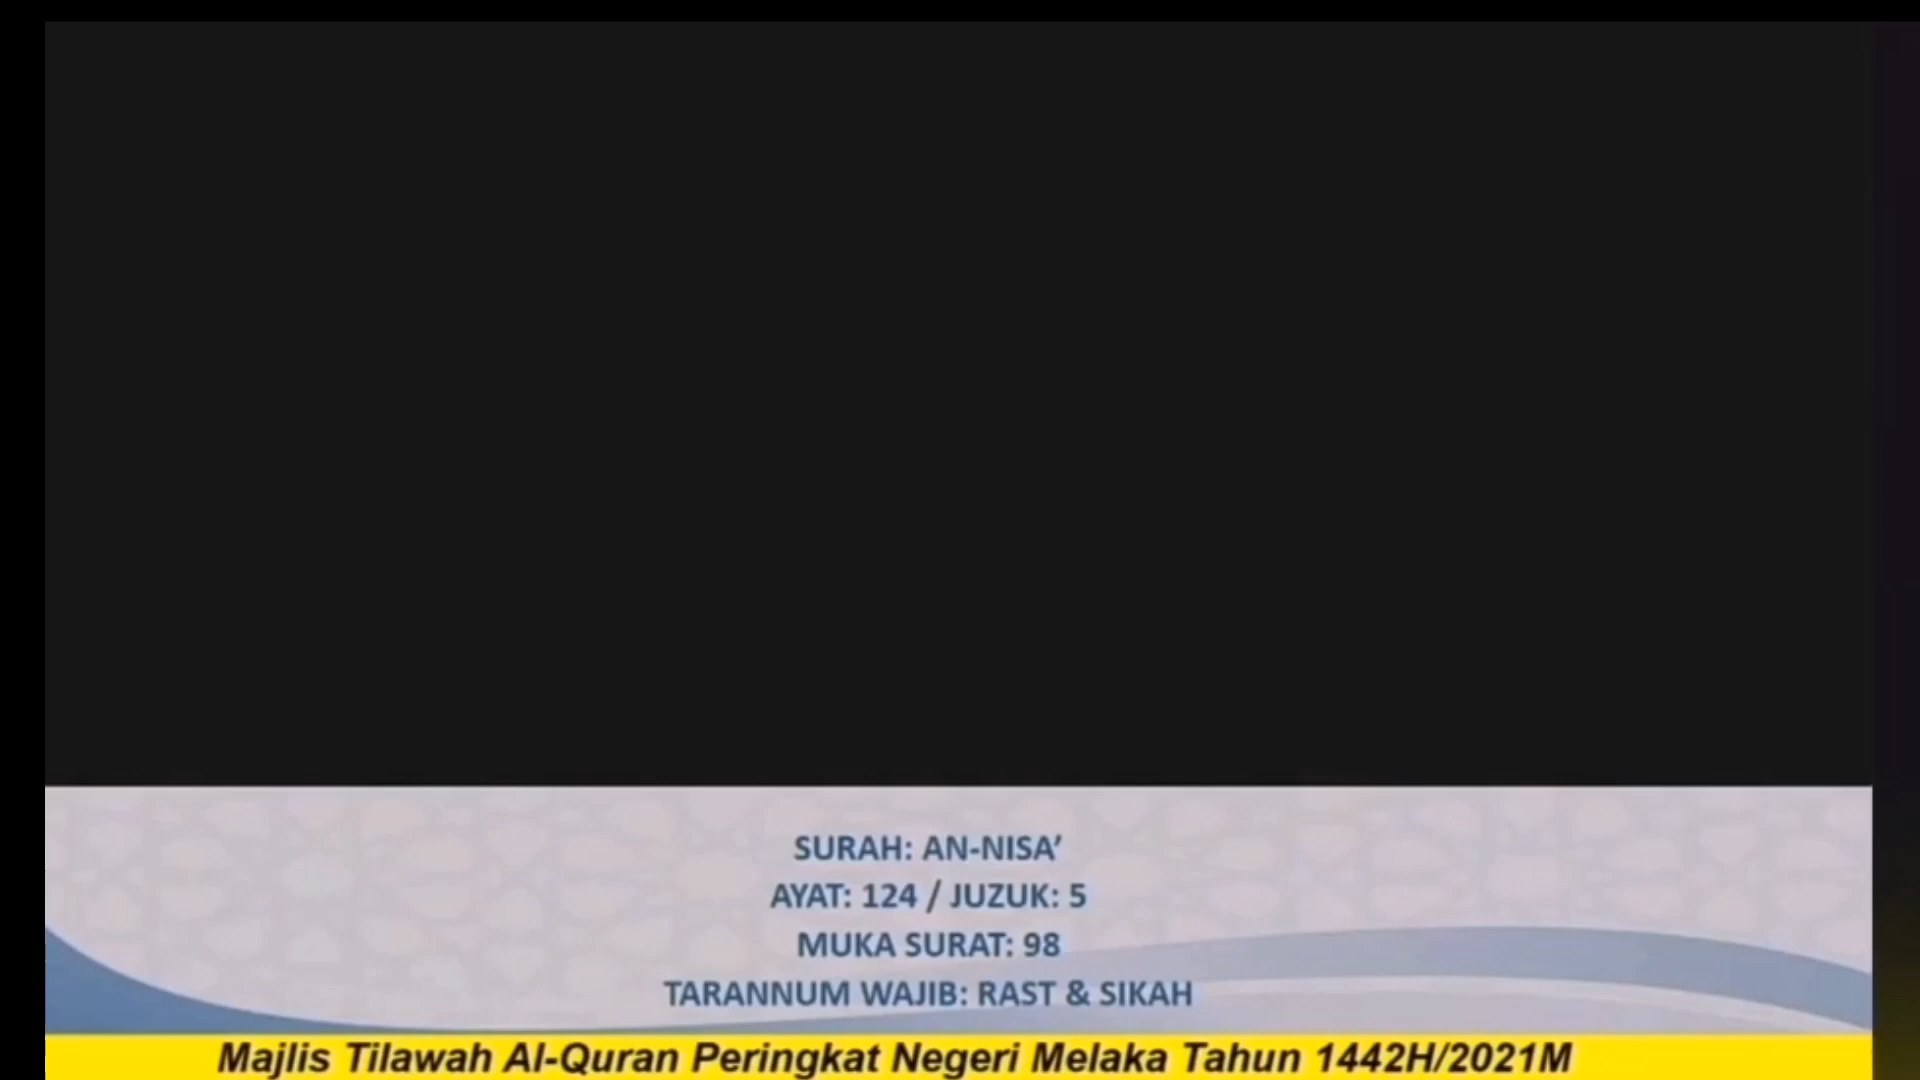 SURAH: AN-NISA’
AYAT: 124 / JUZUK: 5
MUKA SURAT: 98
TARANNUM WAJIB: RAST & SIKAH
Majlis Tilawah Al-Quran Peringkat Negeri Melaka Tahun 1442H/2021M